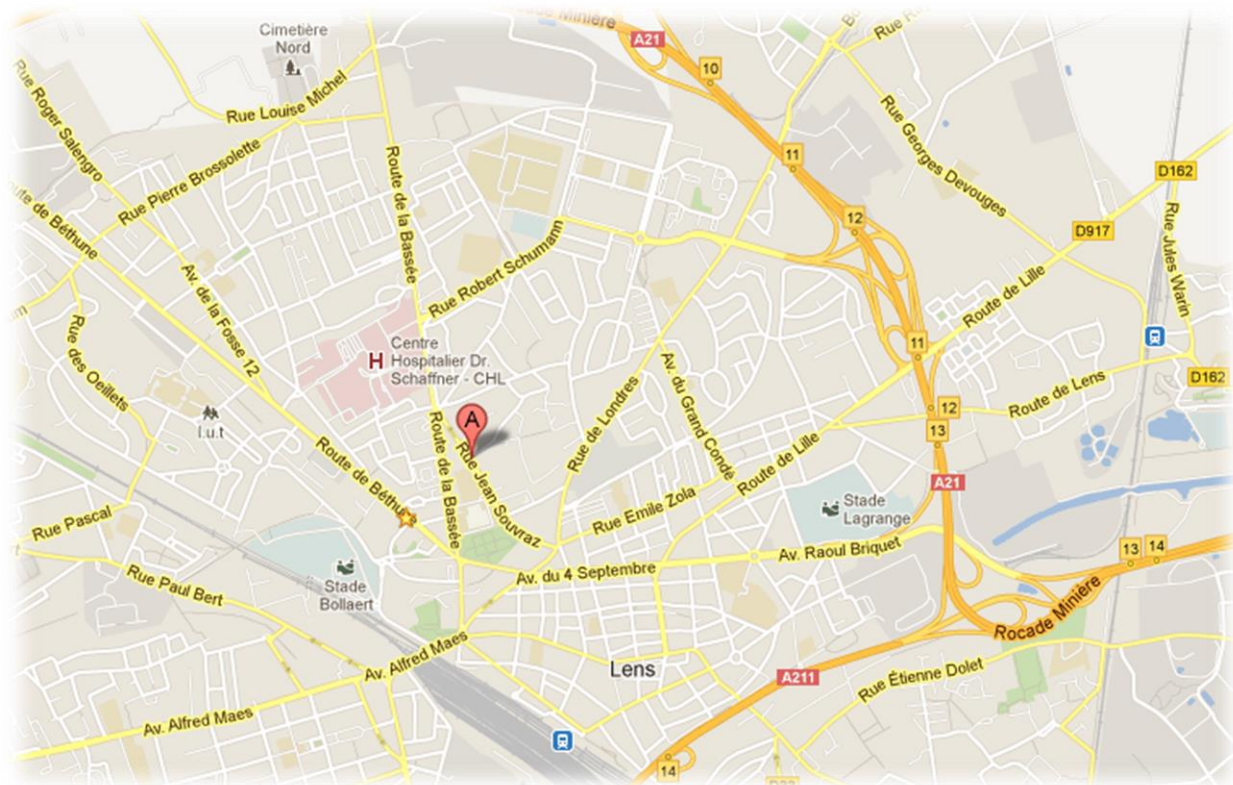 Rue Minière
A21
Cimetière
Nord
10
Rue Louise Michel
Rue Roger Salengro
Rue Pierre Brossolette
Route de la Bassée
11
Rue Georges Devouges
D162
D917
12
Rue Jules Warin
Route de Béthune
Rue Robert Schumann
Av. de la Fosse 12
Route de Lille
Rue des Oeillets
H
Centre
Hospitalier Dr.
Schaffner - CHL
11
Av. du Grand Condé
D162
Route de Lens
12
13
I.u.t
A
Rue de Londres
Route de la Bassée
Rue Jean Souvraz
Route de Béthune
Route de Lille
A21
Stade
Lagrange
Rue Pascal
Rue Emile Zola
Av. Raoul Briquet
13
14
Av. du 4 Septembre
Rue Paul Bert
Stade
Bollaert
Rocade Minière
Av. Alfred Maes
Lens
A211
Rue Étienne Dolet
Av. Alfred Maes
14